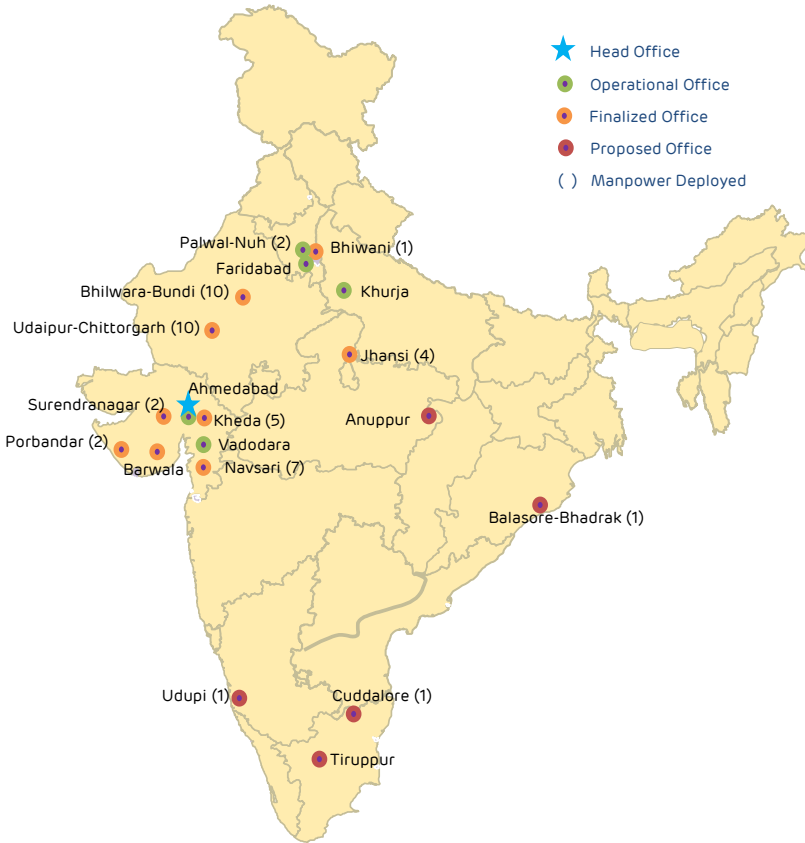 Head Office
Operational Office
Finalized Office
Proposed Office
( ) Manpower Deployed
Palwal-Nuh (2)
Bhiwani (1)
Faridabad
Bhilwara-Bundi (10)
Khurja
Udaipur-Chittorgarh (10)
Jhansi (4)
Ahmedabad
Surendranagar (2)
Kheda (5)
Anuppur
Porbandar (2)
Vadodara
Barwala
Navsari (7)
Balasore-Bhadrak (1)
Udupi (1)
Cuddalore (1)
Tiruppur